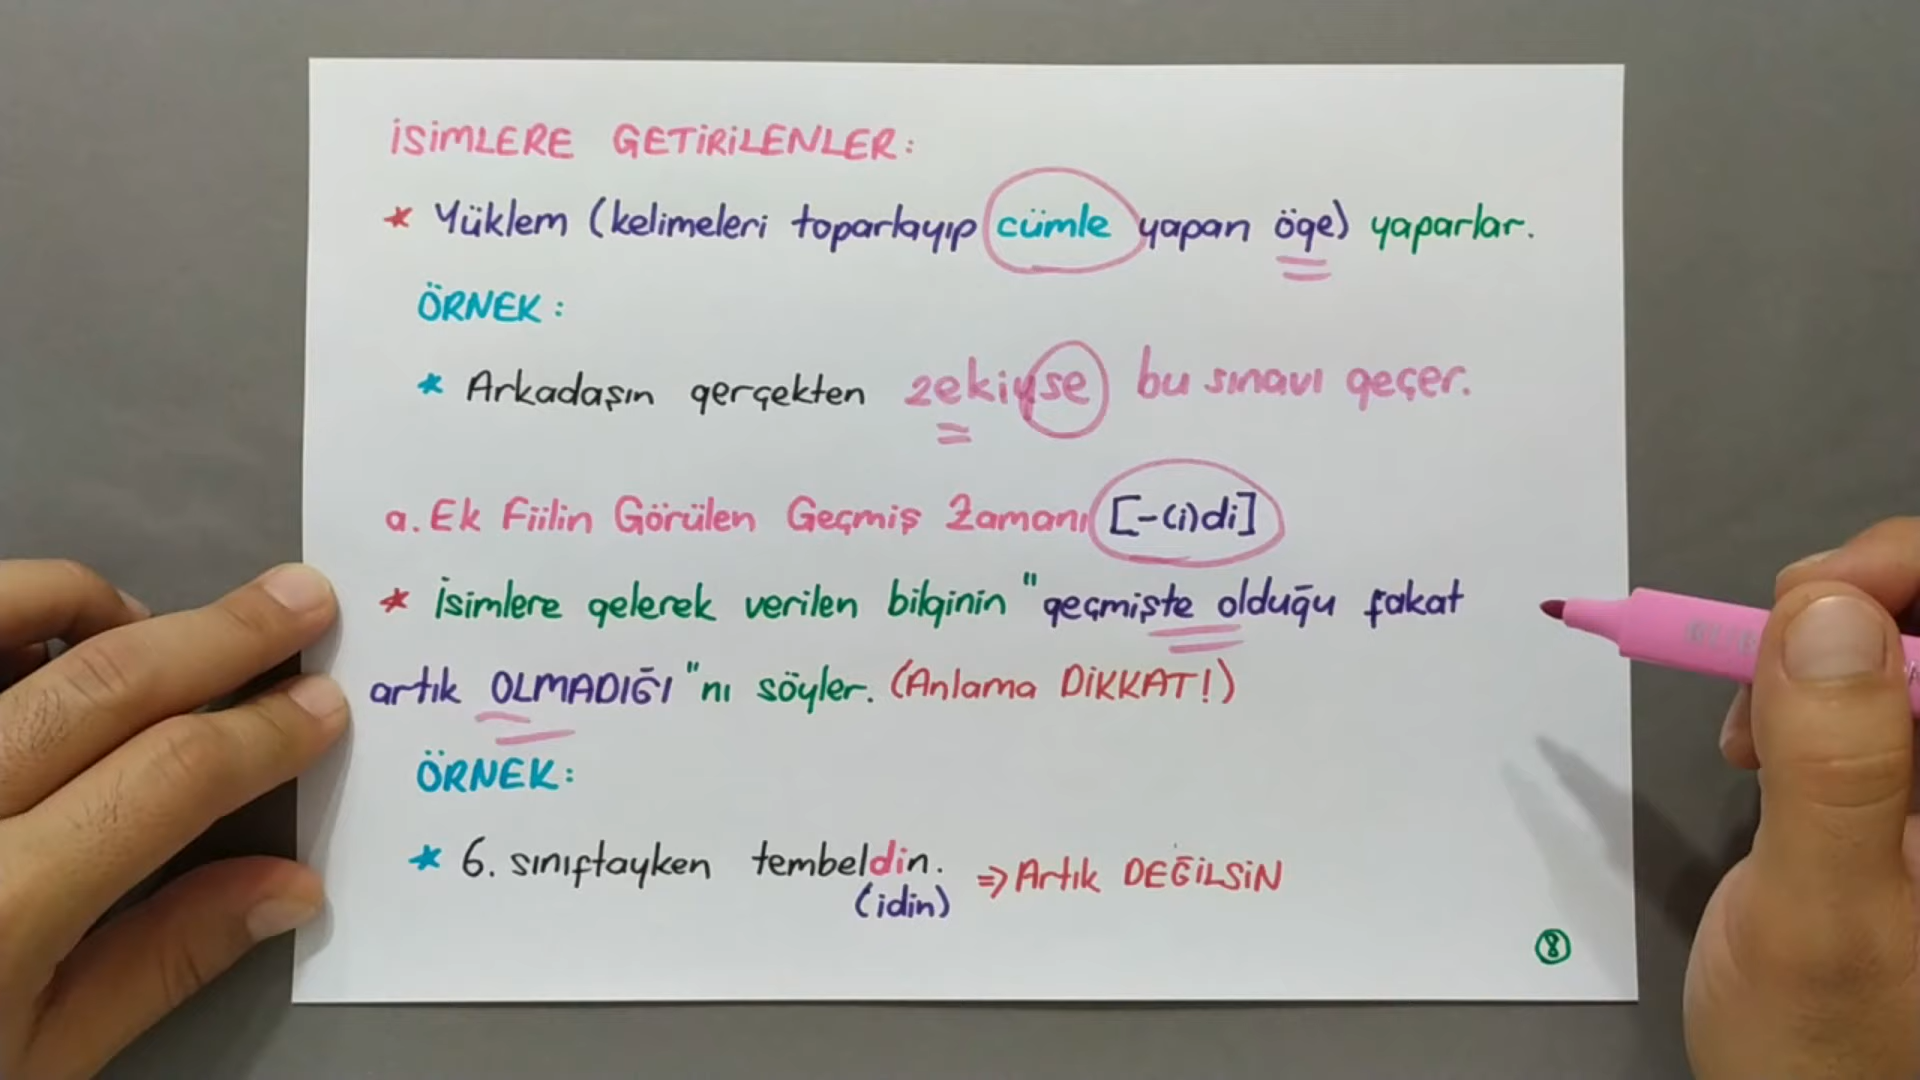 İSİMLERE GETİRİLENLER:
* Yüklem (kelimeleri toparlayıp cümle yapan öge) yaparlar.
ÖRNEK:
* Arkadaşın gerçekten zekiyse bu sınavı geçer.
a. Ek Fiilin Görülen Geçmiş Zamanı [-(i)di]
* İsimlere gelerek verilen bilginin "geçmişte olduğu fakat
artık OLMADIĞI"nı söyler. (Anlama DİKKAT!)
ÖRNEK:
* 6. sınıftayken tembeldin. => Artık DEĞİLSİN
(idin)
8